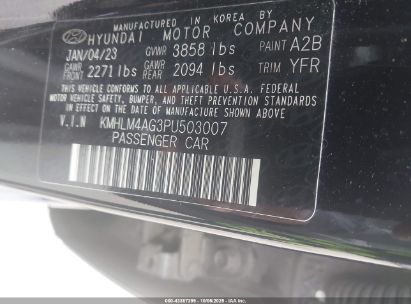 MANUFACTURED IN KOREA BY
HYUNDAI MOTOR COMPANY
JAN/04/23 GVWR 3858 lbs PAINT A2B
GAWR FRONT 2271 lbs GAWR REAR 2094 lbs TRIM YFR
THIS VEHICLE CONFORMS TO ALL APPLICABLE U.S.A. FEDERAL
MOTOR VEHICLE SAFETY, BUMPER, AND THEFT PREVENTION STANDARDS
IN EFFECT ON THE DATE OF MANUFACTURE SHOWN ABOVE.
V.I.N KMHLM4AG3PU503007
PASSENGER CAR